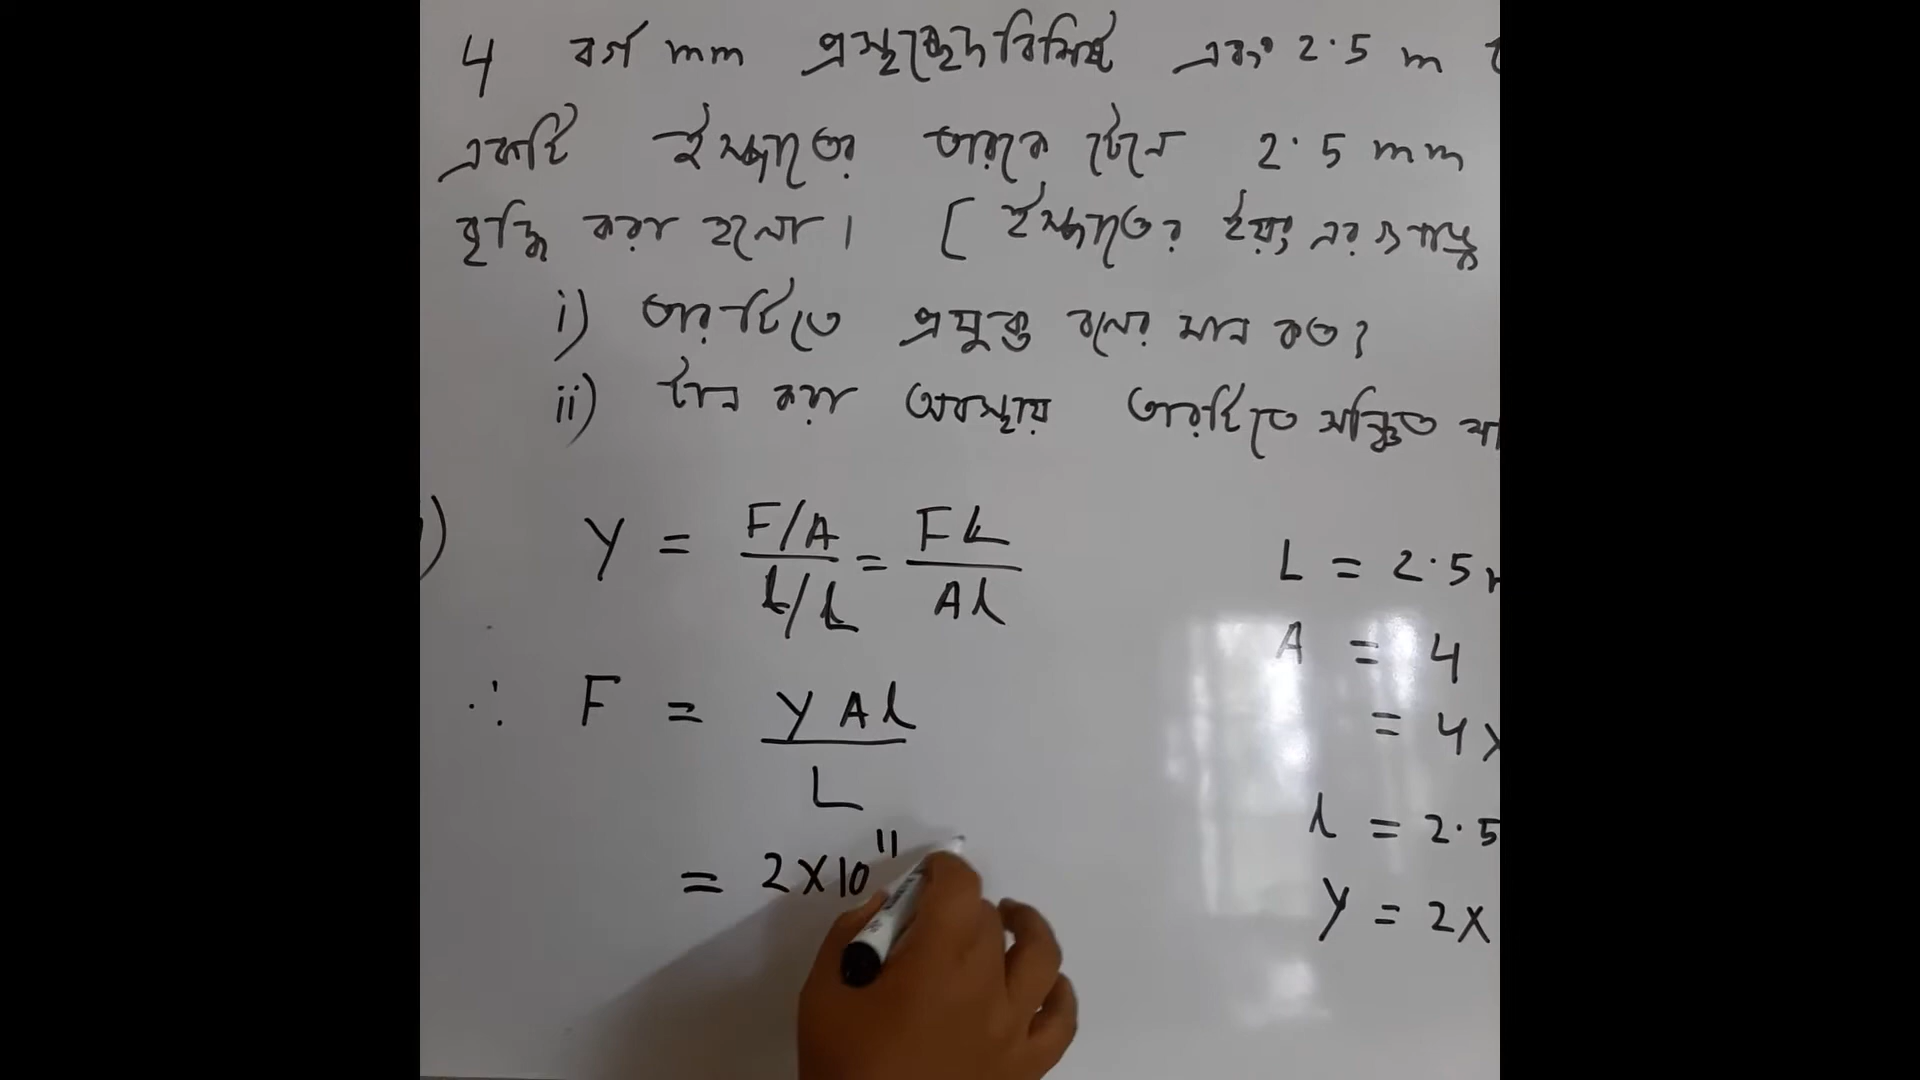 4 বর্গ mm প্রস্থচ্ছেদবিশিষ্ট এবং 2.5 m
একটি ইস্পাতের তারকে টেনে 2.5 mm
বৃদ্ধি করা হলো। [ ইস্পাতের ইয়ং এর গুণাঙ্ক
i) তারটিতে প্রযুক্ত বলের মান কত?
ii) টান করা অবস্থায় তারটিতে সঞ্চিত
Y = F/A / l/L = FL / Al
L = 2.5
A = 4
∴ F = YAl / L
= 4×
l = 2.5
= 2×10¹¹
Y = 2×